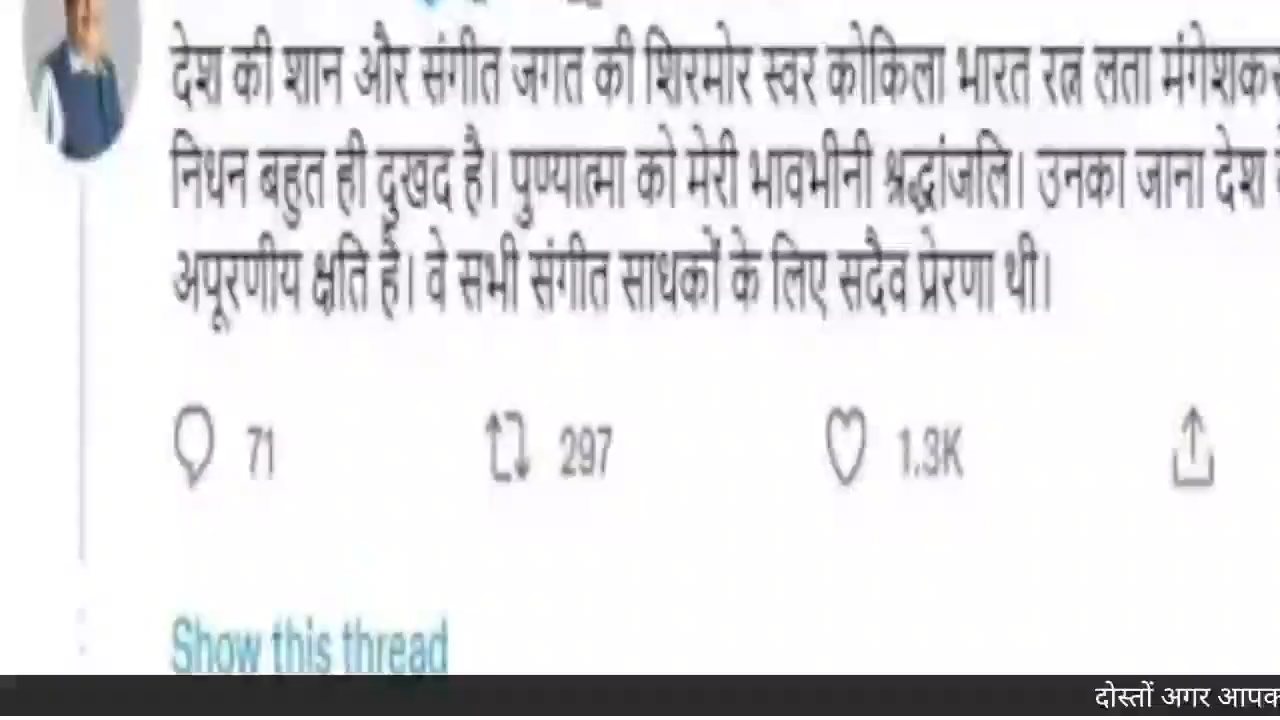 देश की शान और संगीत जगत की शिरमोर स्वर कोकिला भारत रत्न लता मंगेशकर
निधन बहुत ही दुखद है। पुण्यात्मा को मेरी भावभीनी श्रद्धांजलि। उनका जाना देश
अपूरणीय क्षति है। वे सभी संगीत साधकों के लिए सदैव प्रेरणा थी।
71 297 1.3K
Show this thread
दोस्तों अगर आपक